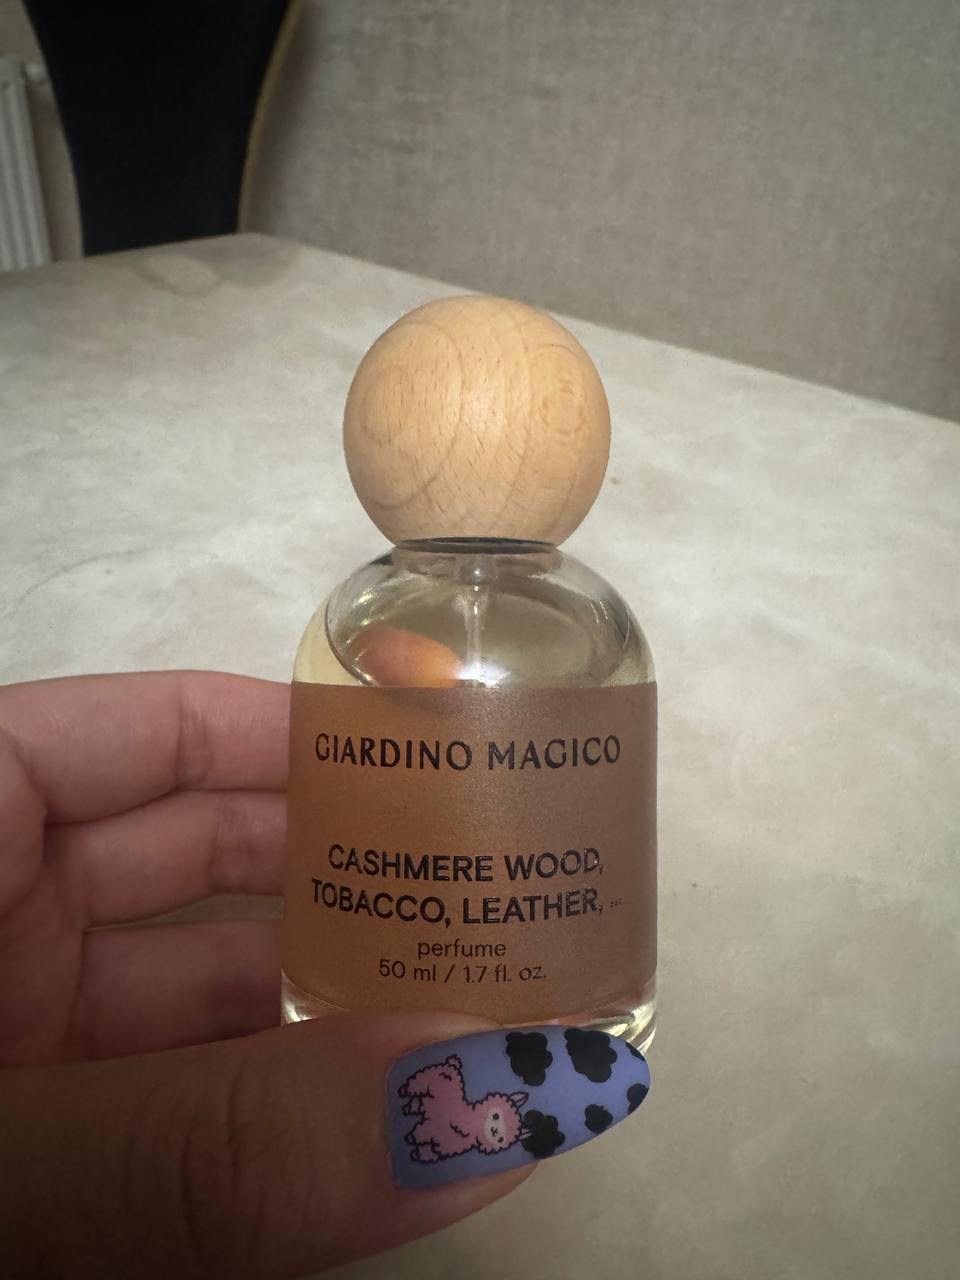 GIARDINO MAGICO
CASHMERE WOOD,
TOBACCO, LEATHER, ...
perfume
50 ml / 1.7 fl. oz.